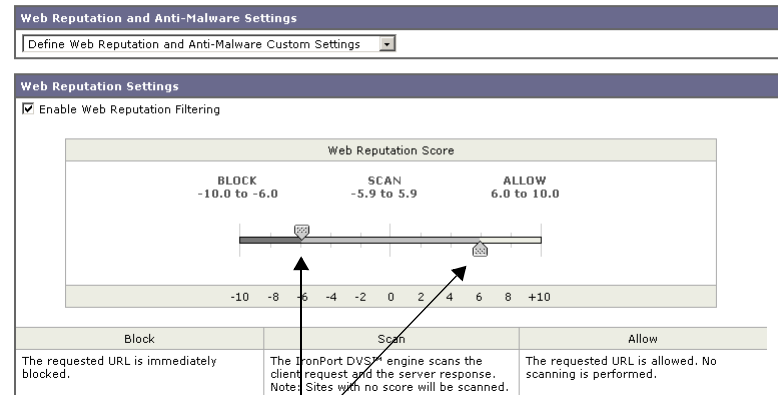 Web Reputation and Anti-Malware Settings
Define Web Reputation and Anti-Malware Custom Settings
Web Reputation Settings
Enable Web Reputation Filtering
Web Reputation Score
BLOCK SCAN ALLOW
-10.0 to -6.0 -5.9 to 5.9 6.0 to 10.0
-10 -8 -6 -4 -2 0 2 4 6 8 +10
Block Scan Allow
The requested URL is immediately
blocked.
The IronPort DVS™ engine scans the
client request and the server response.
Note: Sites with no score will be scanned.
The requested URL is allowed. No
scanning is performed.